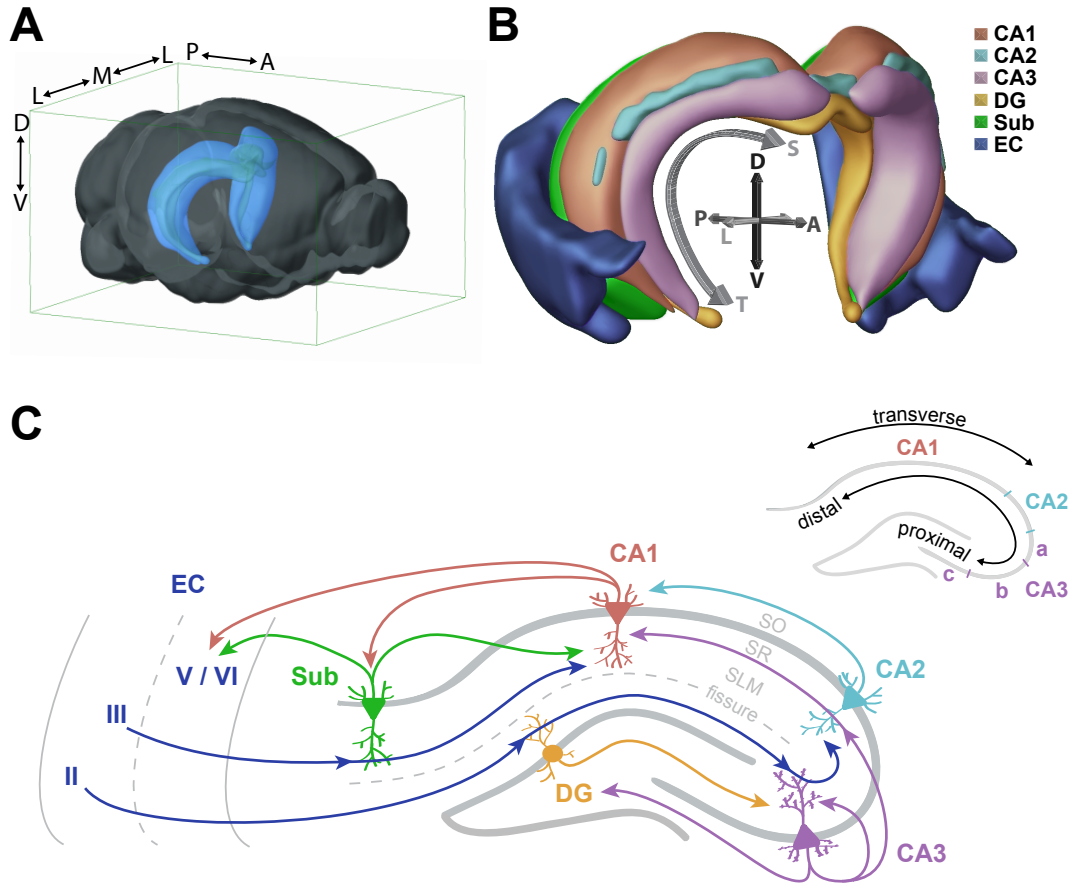 A
L
M
L
P
A
D
V
B
CA1
CA2
CA3
DG
Sub
EC
S
D
P
L
A
V
T
C
transverse
CA1
CA2
distal
proximal
a
c
b
CA3
CA1
EC
SO
SR
V / VI
Sub
SLM
CA2
fissure
III
II
DG
CA3